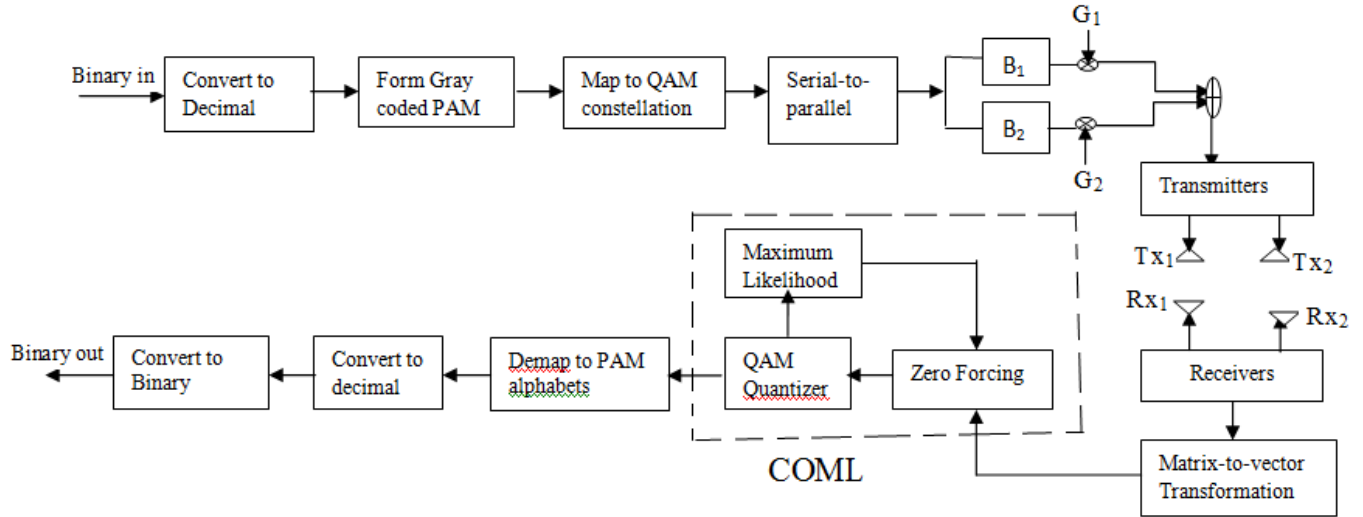 Binary in
Convert to
Decimal
Form Gray
coded PAM
Map to QAM
constellation
Serial-to-
parallel
B1
B2
G1
G2
Transmitters
Tx1
Tx2
Rx1
Rx2
Receivers
Matrix-to-vector
Transformation
Maximum
Likelihood
Zero Forcing
QAM
Quantizer
COML
Demap to PAM
alphabets
Convert to
decimal
Convert to
Binary
Binary out